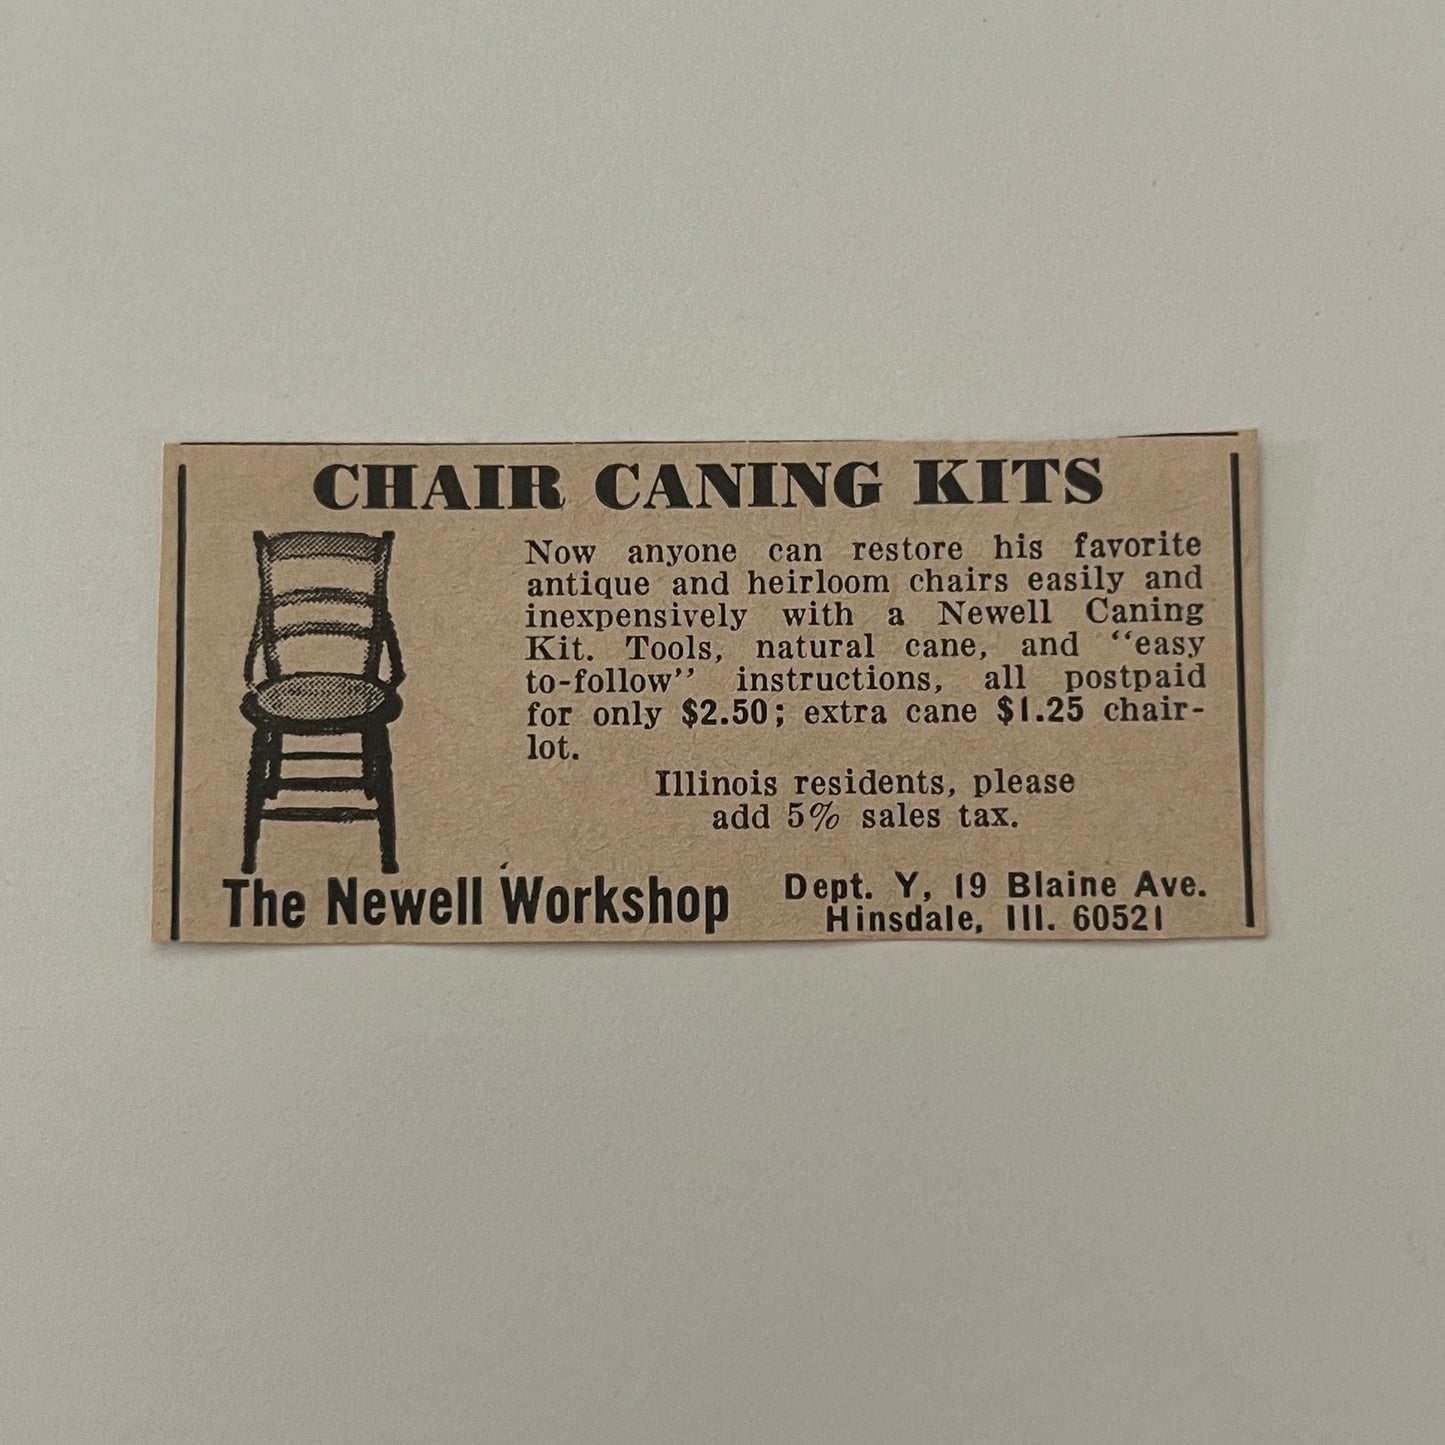 CHAIR CANING KITS
Now anyone can restore his favorite
antique and heirloom chairs easily and
inexpensively with a Newell Caning
Kit. Tools, natural cane, and “easy
to-follow” instructions, all postpaid
for only $2.50; extra cane $1.25 chair-
lot.
Illinois residents, please
add 5% sales tax.
The Newell Workshop
Dept. Y, 19 Blaine Ave.
Hinsdale, Ill. 60521